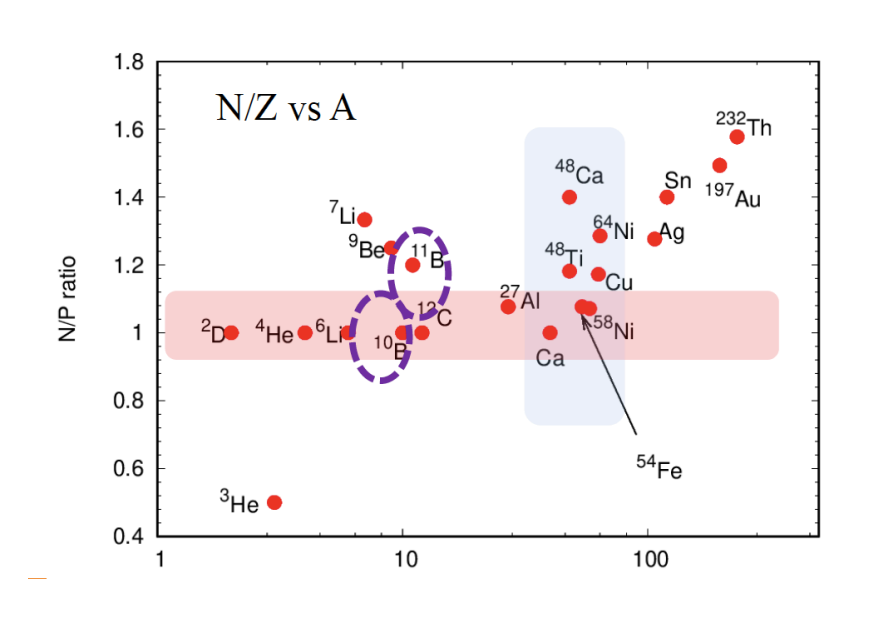 N/Z vs A
1.8
1.6
1.4
1.2
1
0.8
0.6
0.4
N/P ratio
1
10
100
²³²Th
¹⁹⁷Au
Sn
Ag
⁴⁸Ca
⁶⁴Ni
⁴⁸Ti
Cu
⁷Li
⁹Be
¹¹B
²⁷Al
¹²C
⁵⁸Ni
²D
⁴He
⁶Li
¹⁰B
Ca
⁵⁴Fe
³He